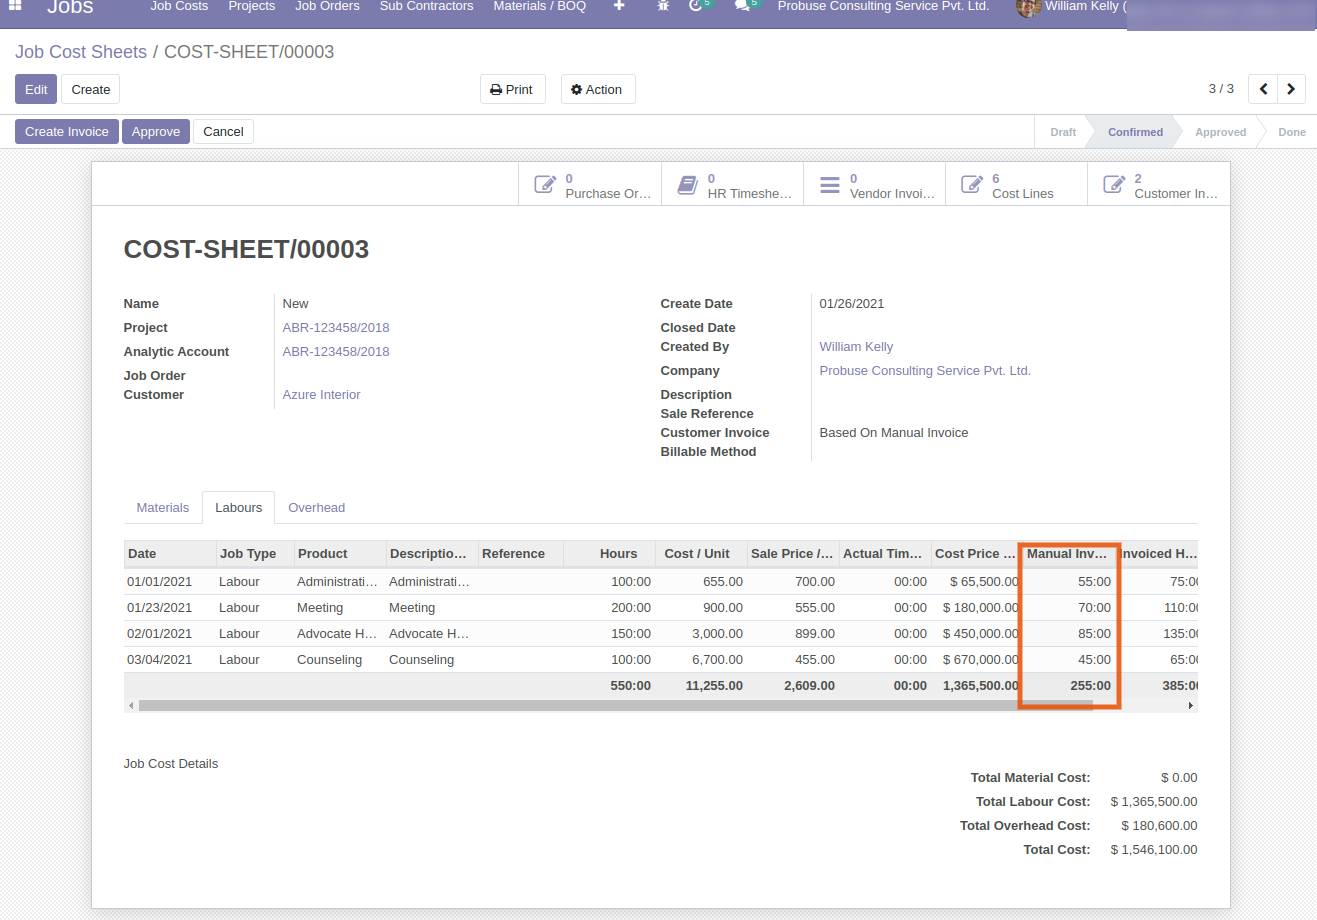 Jobs Job Costs Projects Job Orders Sub Contractors Materials / BOQ 5 5 Probuse Consulting Service Pvt. Ltd. William Kelly (
Job Cost Sheets / COST-SHEET/00003
Edit Create Print Action 3 / 3
Create Invoice Approve Cancel Draft Confirmed Approved Done
0 Purchase Or... 0 HR Timeshe... 0 Vendor Invoi... 6 Cost Lines 2 Customer In...
COST-SHEET/00003
Name New
Project ABR-123458/2018
Analytic Account ABR-123458/2018
Job Order
Customer Azure Interior
Create Date 01/26/2021
Closed Date
Created By William Kelly
Company Probuse Consulting Service Pvt. Ltd.
Description
Sale Reference
Customer Invoice Based On Manual Invoice
Billable Method
Materials Labours Overhead
Date Job Type Product Descriptio... Reference Hours Cost / Unit Sale Price /... Actual Tim... Cost Price ... Manual Inv... Invoiced H...
01/01/2021 Labour Administrati... Administrati... 100:00 655.00 700.00 00:00 $ 65,500.00 55:00 75:00
01/23/2021 Labour Meeting Meeting 200:00 900.00 555.00 00:00 $ 180,000.00 70:00 110:00
02/01/2021 Labour Advocate H... Advocate H... 150:00 3,000.00 899.00 00:00 $ 450,000.00 85:00 135:00
03/04/2021 Labour Counseling Counseling 100:00 6,700.00 455.00 00:00 $ 670,000.00 45:00 65:00
550:00 11,255.00 2,609.00 00:00 1,365,500.00 255:00 385:00
Job Cost Details
Total Material Cost: $ 0.00
Total Labour Cost: $ 1,365,500.00
Total Overhead Cost: $ 180,600.00
Total Cost: $ 1,546,100.00